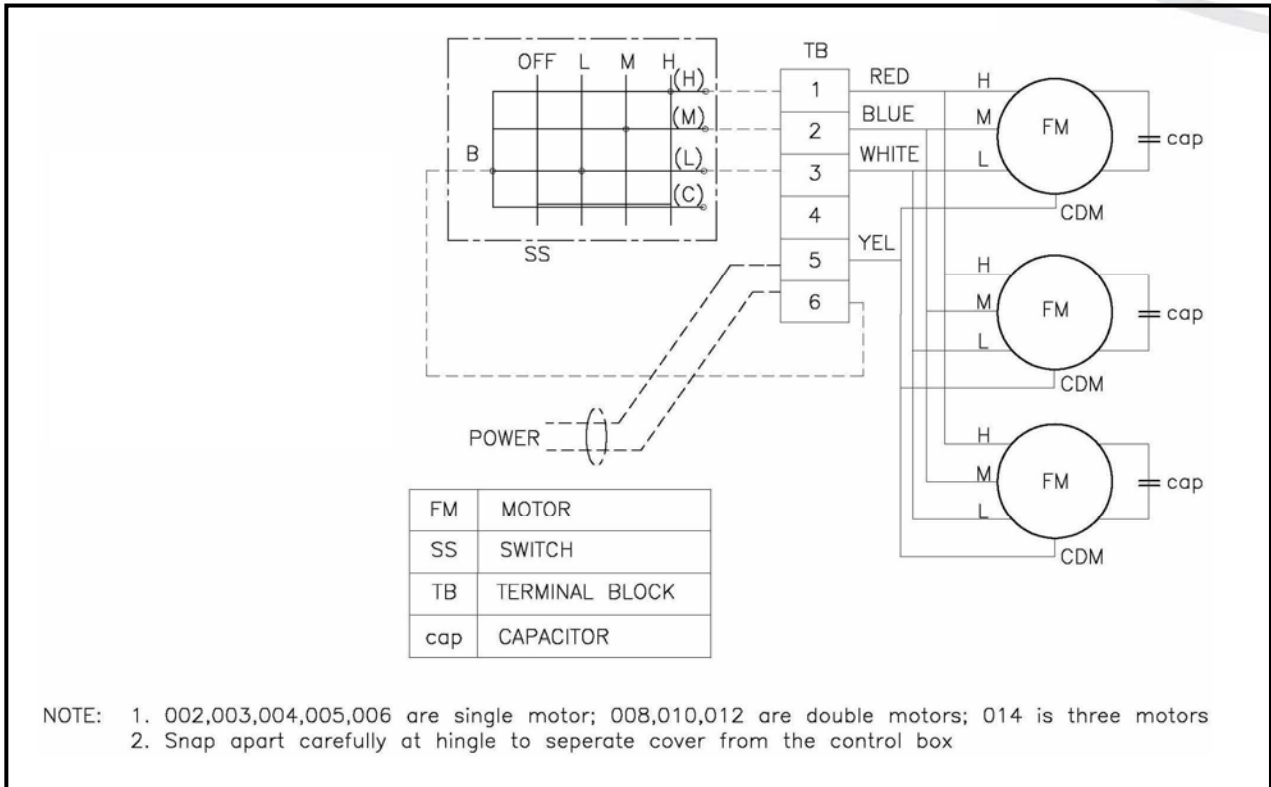 OFF L M H
TB
(H)
(M)
B
(L)
(C)
SS
1
2
3
4
5
6
RED
BLUE
WHITE
YEL
H
M
L
FM
cap
CDM
H
M
L
FM
cap
CDM
H
M
L
FM
cap
CDM
POWER
FM MOTOR
SS SWITCH
TB TERMINAL BLOCK
cap CAPACITOR
NOTE: 1. 002,003,004,005,006 are single motor; 008,010,012 are double motors; 014 is three motors
2. Snap apart carefully at hingle to seperate cover from the control box